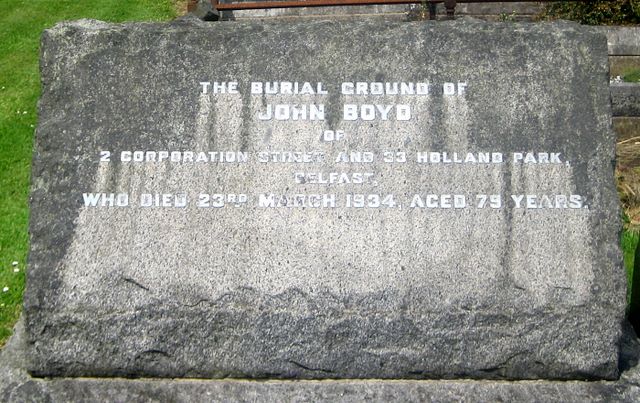 THE BURIAL GROUND OF
JOHN BOYD
OF
2 CORPORATION STREET AND 33 HOLLAND PARK,
BELFAST,
WHO DIED 23RD MARCH 1934, AGED 79 YEARS.